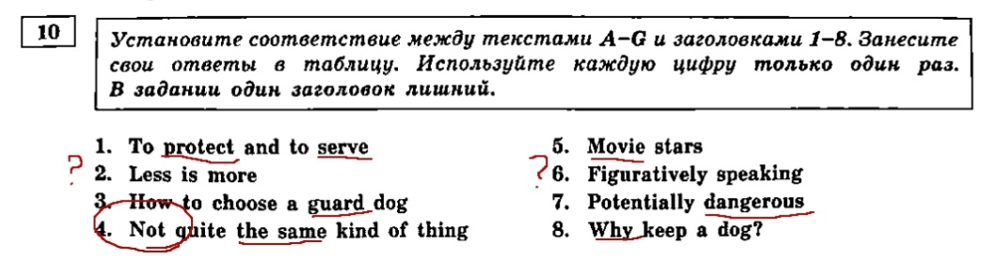 10
Установите соответствие между текстами A–G и заголовками 1–8. Занесите
свои ответы в таблицу. Используйте каждую цифру только один раз.
В задании один заголовок лишний.
1. To protect and to serve
? 2. Less is more
3. How to choose a guard dog
4. Not quite the same kind of thing
5. Movie stars
? 6. Figuratively speaking
7. Potentially dangerous
8. Why keep a dog?